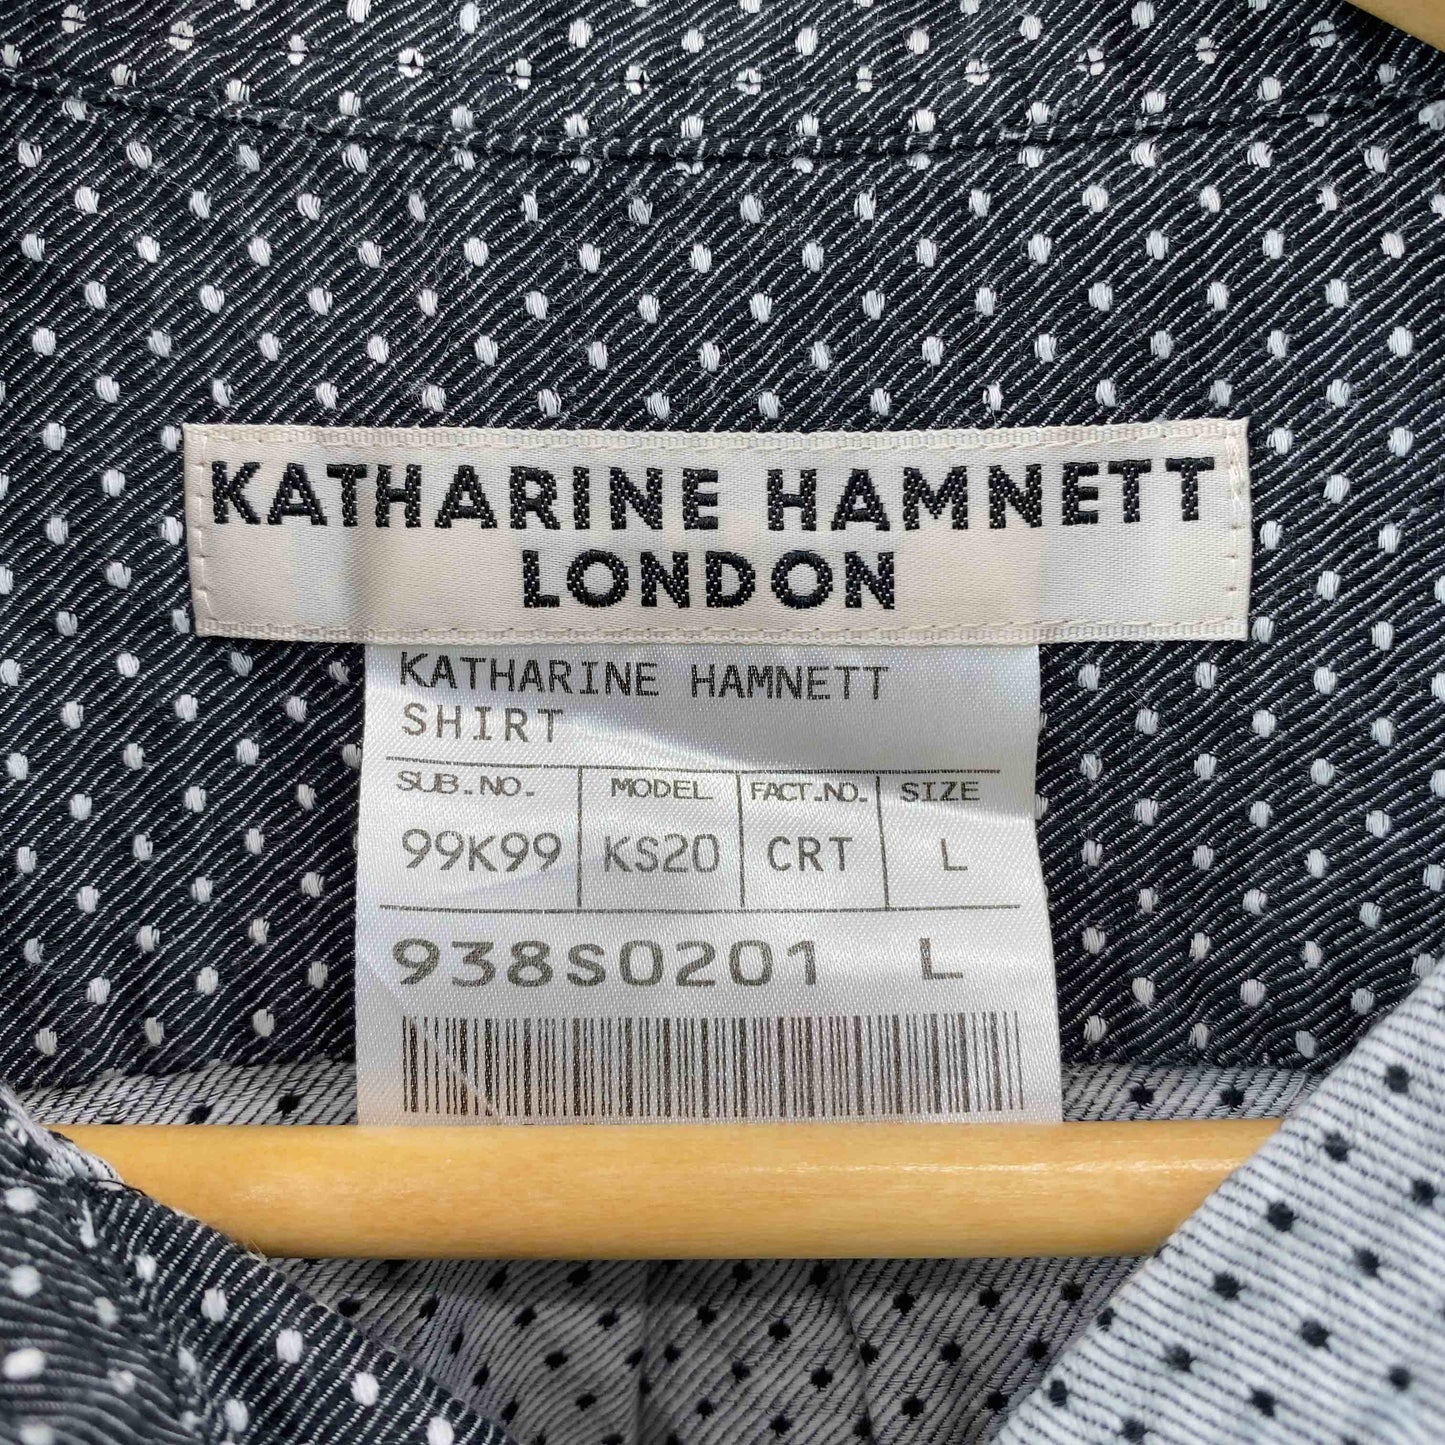 KATHARINE HAMNETT
LONDON
KATHARINE HAMNETT
SHIRT
SUB.NO. MODEL FACT.NO. SIZE
99K99 KS20 CRT L
938S0201 L